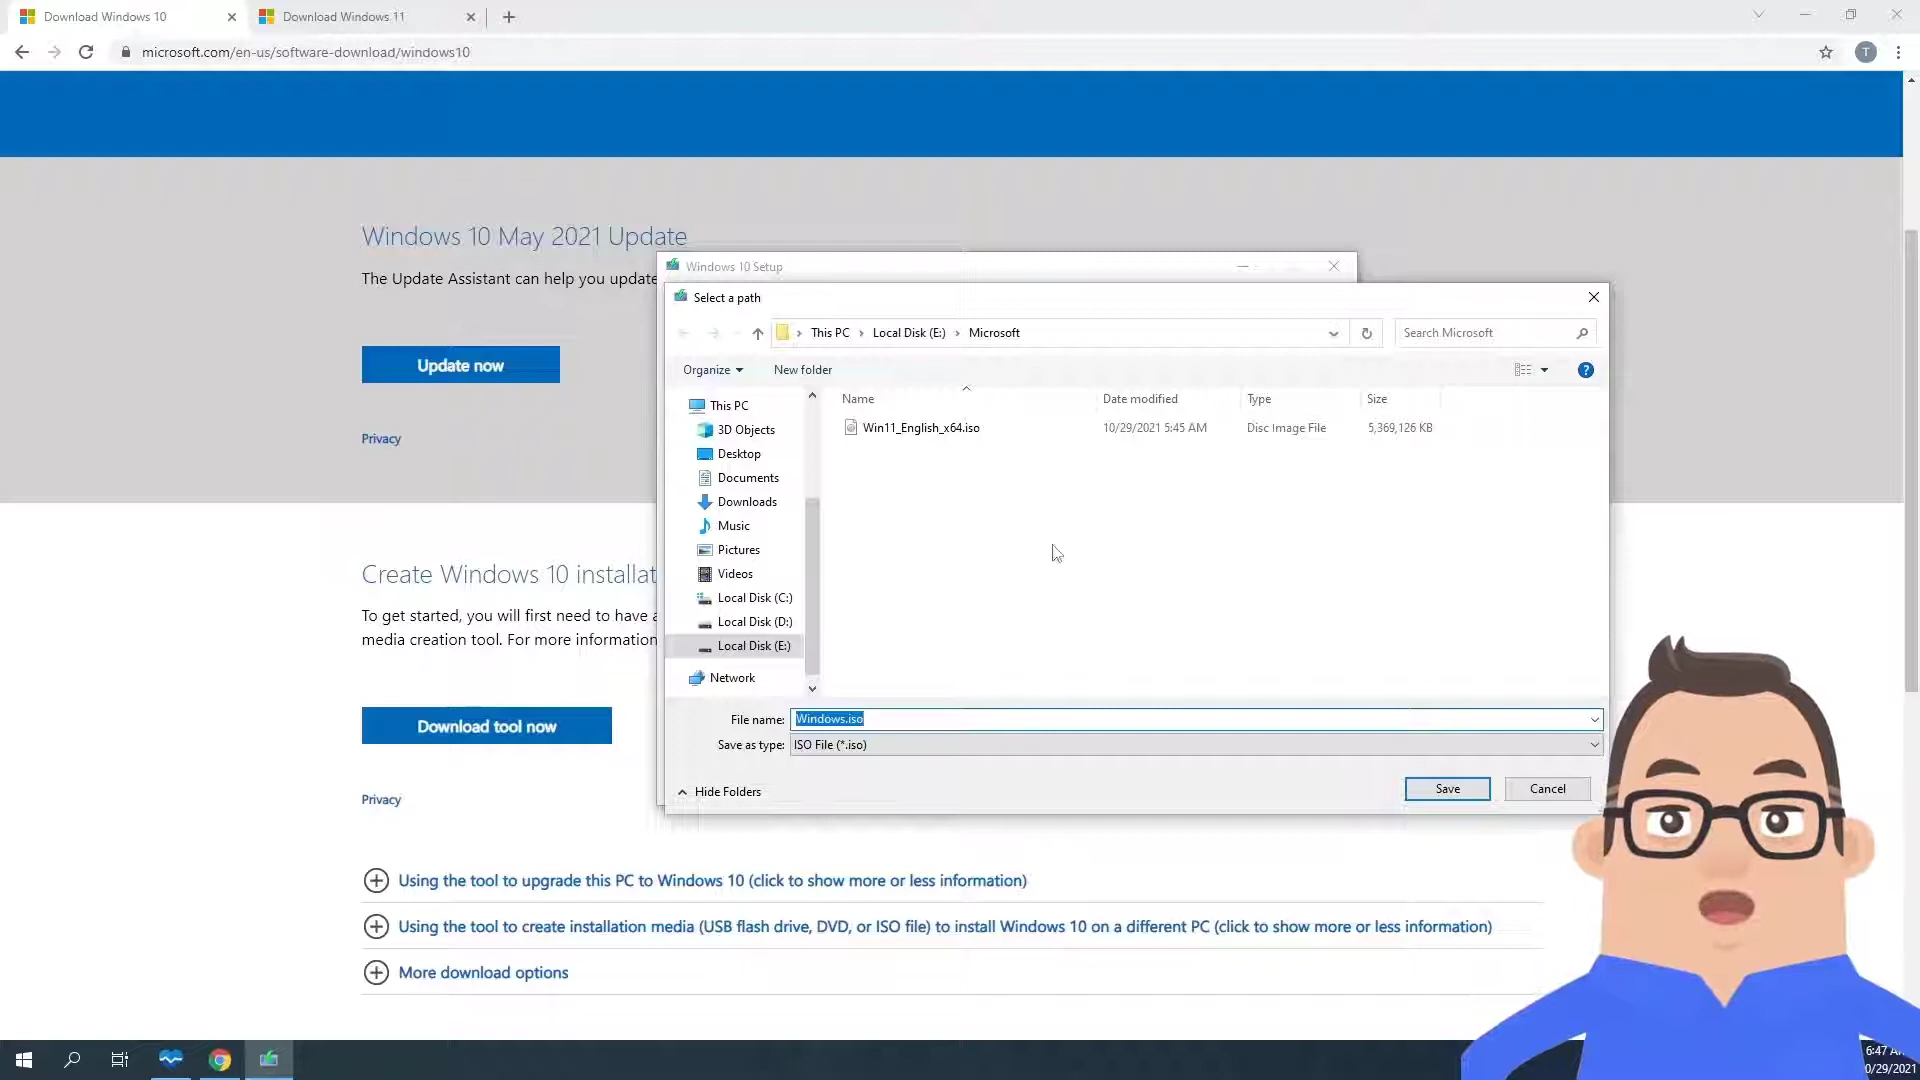 Download Windows 10
Download Windows 11
microsoft.com/en-us/software-download/windows10
T
Windows 10 May 2021 Update
The Update Assistant can help you update
Update now
Privacy
Create Windows 10 installat
To get started, you will first need to have a
media creation tool. For more information
Download tool now
Privacy
Windows 10 Setup
Select a path
This PC > Local Disk (E:) > Microsoft
Search Microsoft
Organize
New folder
?
Name
Date modified
Type
Size
Win11_English_x64.iso
10/29/2021 5:45 AM
Disc Image File
5,369,126 KB
This PC
3D Objects
Desktop
Documents
Downloads
Music
Pictures
Videos
Local Disk (C:)
Local Disk (D:)
Local Disk (E:)
Network
File name: Windows.iso
Save as type: ISO File (*.iso)
Hide Folders
Save
Cancel
Using the tool to upgrade this PC to Windows 10 (click to show more or less information)
Using the tool to create installation media (USB flash drive, DVD, or ISO file) to install Windows 10 on a different PC (click to show more or less information)
More download options
6:47 A
0/29/2021